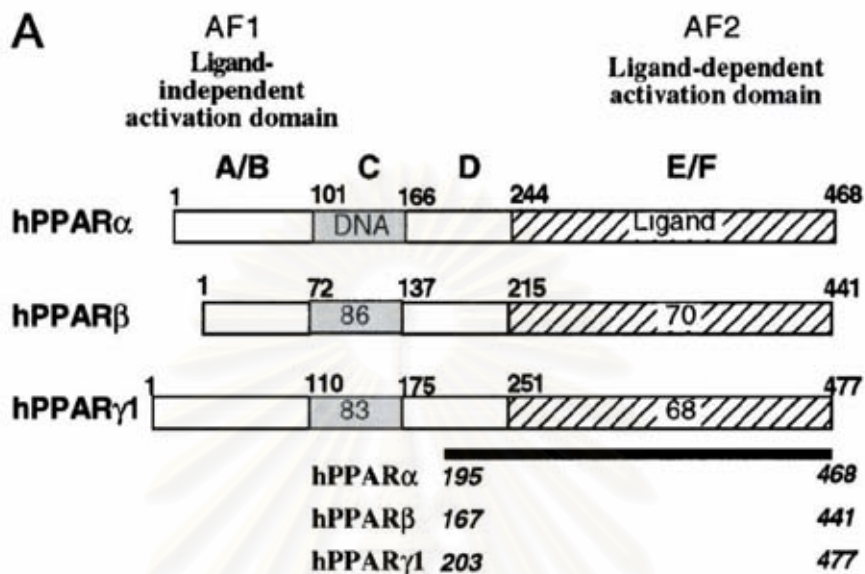 A
AF1
AF2
Ligand-
independent
activation domain
Ligand-dependent
activation domain
A/B C D E/F
1 101 166 244 468
hPPARα DNA Ligand
1 72 137 215 441
hPPARβ 86 70
1 110 175 251 477
hPPARγ1 83 68
hPPARα 195 468
hPPARβ 167 441
hPPARγ1 203 477